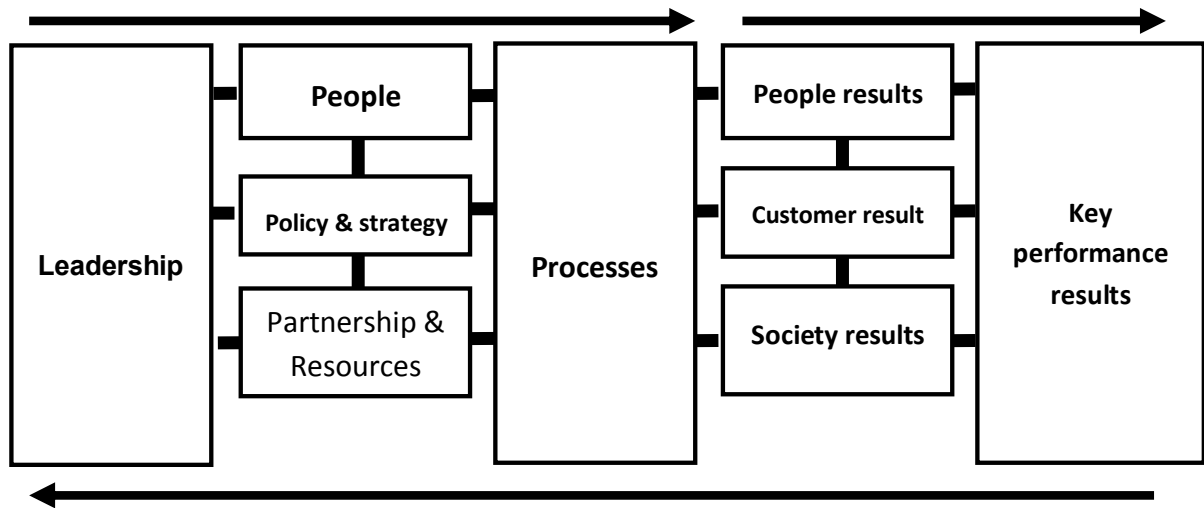 Leadership
People
Policy & strategy
Partnership &
Resources
Processes
People results
Customer result
Society results
Key
performance
results